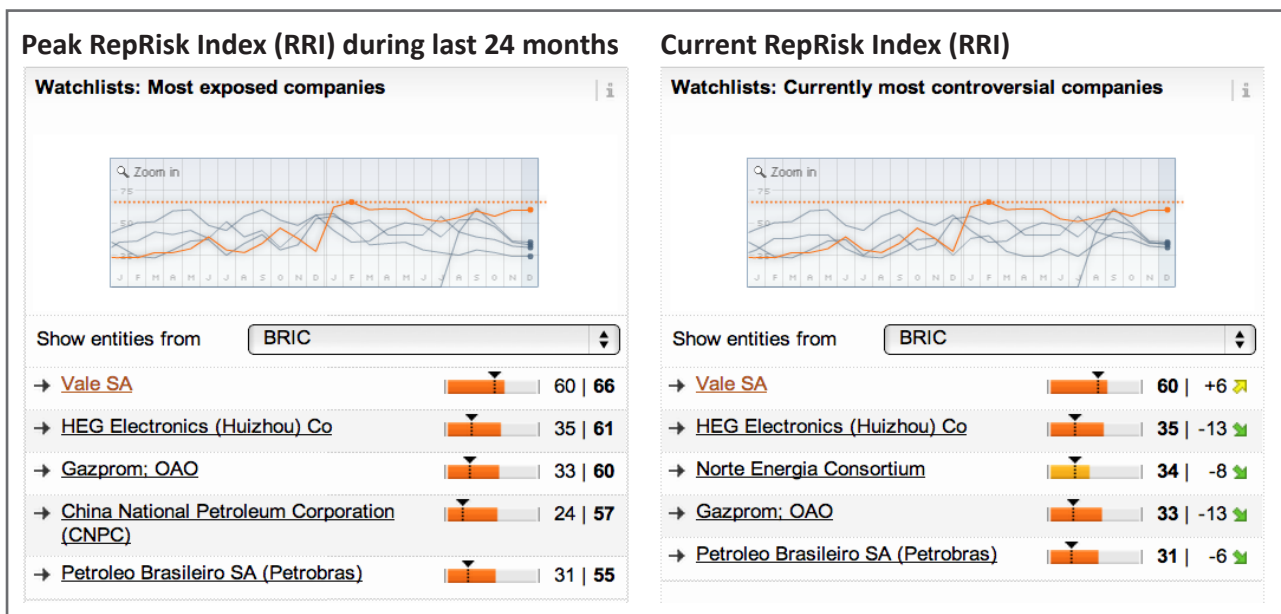 Peak RepRisk Index (RRI) during last 24 months
Watchlists: Most exposed companies
i
Zoom in
75
50
25
J F M A M J J A S O N D J F M A M J J A S O N D
Show entities from BRIC
Vale SA 60 | 66
HEG Electronics (Huizhou) Co 35 | 61
Gazprom; OAO 33 | 60
China National Petroleum Corporation
(CNPC) 24 | 57
Petroleo Brasileiro SA (Petrobras) 31 | 55
Current RepRisk Index (RRI)
Watchlists: Currently most controversial companies
i
Zoom in
75
50
25
J F M A M J J A S O N D J F M A M J J A S O N D
Show entities from BRIC
Vale SA 60 | +6
HEG Electronics (Huizhou) Co 35 | -13
Norte Energia Consortium 34 | -8
Gazprom; OAO 33 | -13
Petroleo Brasileiro SA (Petrobras) 31 | -6